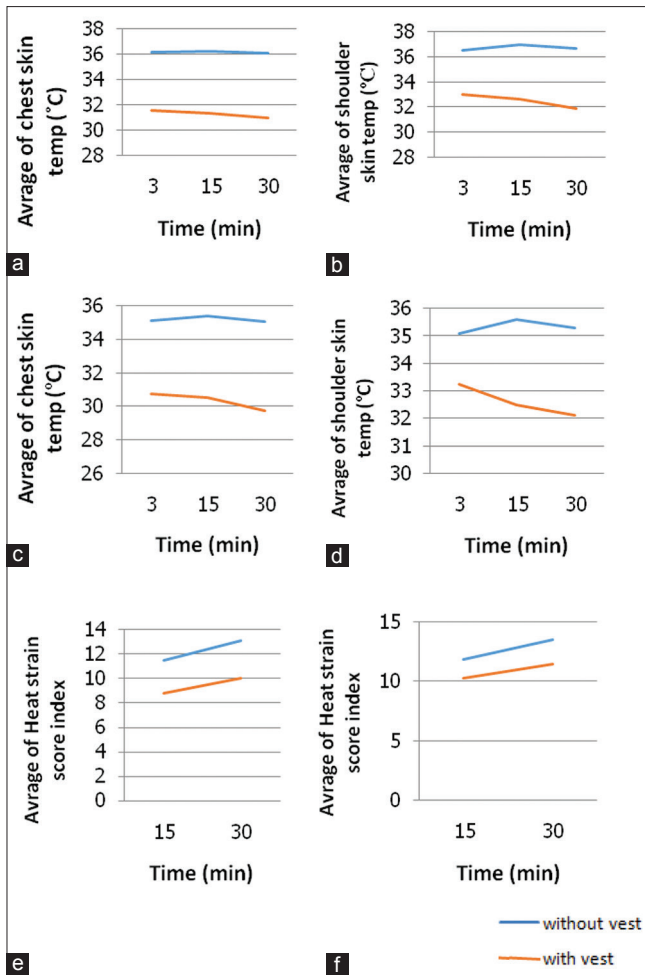 38
36
34
32
30
28
Avrage of chest skin
temp (°C)
3 15 30
Time (min)
a
38
36
34
32
30
28
Avrage of shoulder
skin temp (°C)
3 15 30
Time (min)
b
36
34
32
30
28
26
Avrage of chest skin
temp (°C)
3 15 30
Time (min)
c
36
35
34
33
32
31
30
Avrage of shoulder skin
temp (°C)
3 15 30
Time (min)
d
14
12
10
8
6
4
2
0
Avrage of Heat strain
score index
15 30
Time (min)
e
15
10
5
0
Avrage of Heat strain
score index
15 30
Time (min)
f
without vest
with vest